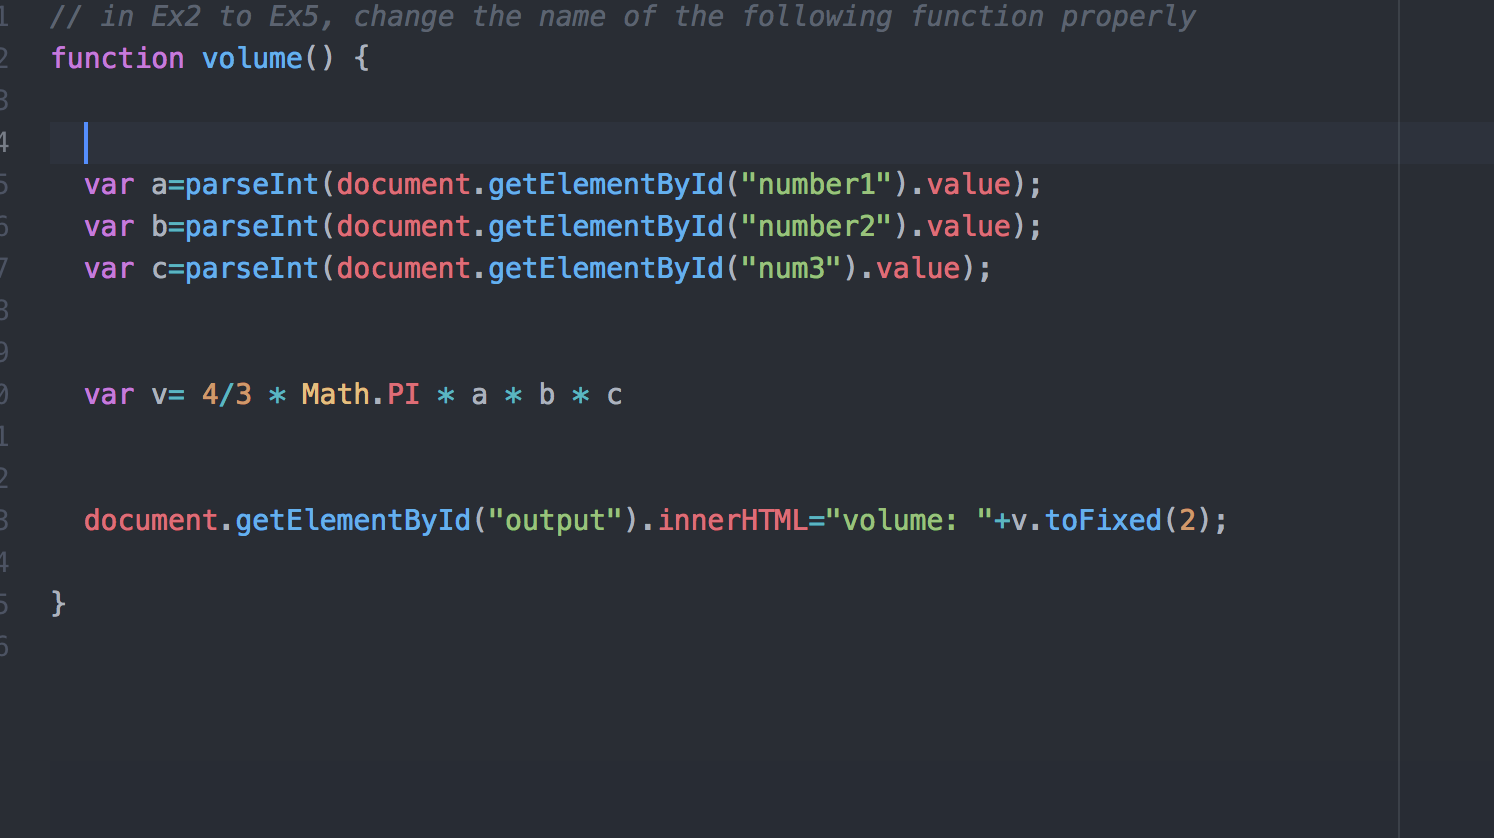 1 // in Ex2 to Ex5, change the name of the following function properly
2 function volume() {
3
4
5 var a=parseInt(document.getElementById("number1").value);
6 var b=parseInt(document.getElementById("number2").value);
7 var c=parseInt(document.getElementById("num3").value);
8
9
0 var v= 4/3 * Math.PI * a * b * c
1
2
3 document.getElementById("output").innerHTML="volume: "+v.toFixed(2);
4
5 }
6